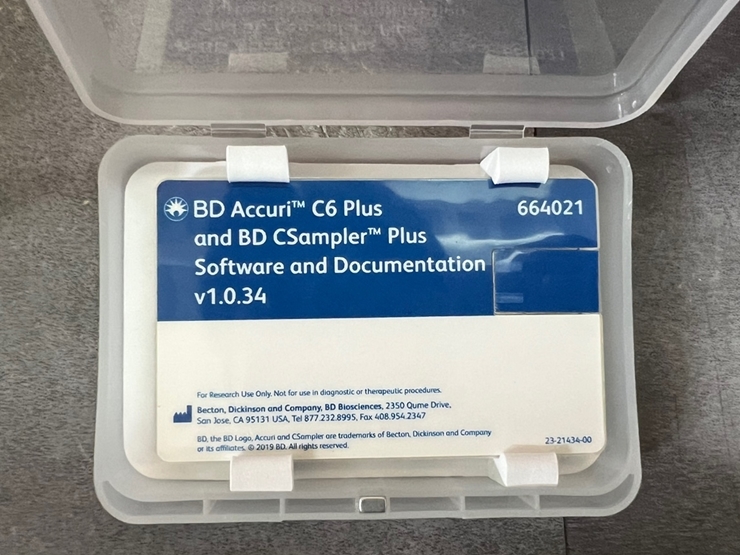 BD Accuri™ C6 Plus 664021
and BD CSampler™ Plus
Software and Documentation
v1.0.34
For Research Use Only. Not for use in diagnostic or therapeutic procedures.
Becton, Dickinson and Company, BD Biosciences, 2350 Qume Drive,
San Jose, CA 95131 USA, Tel 877.232.8995, Fax 408.954.2347
BD, the BD Logo, Accuri and CSampler are trademarks of Becton, Dickinson and Company
or its affiliates. © 2019 BD. All rights reserved.
23-21434-00